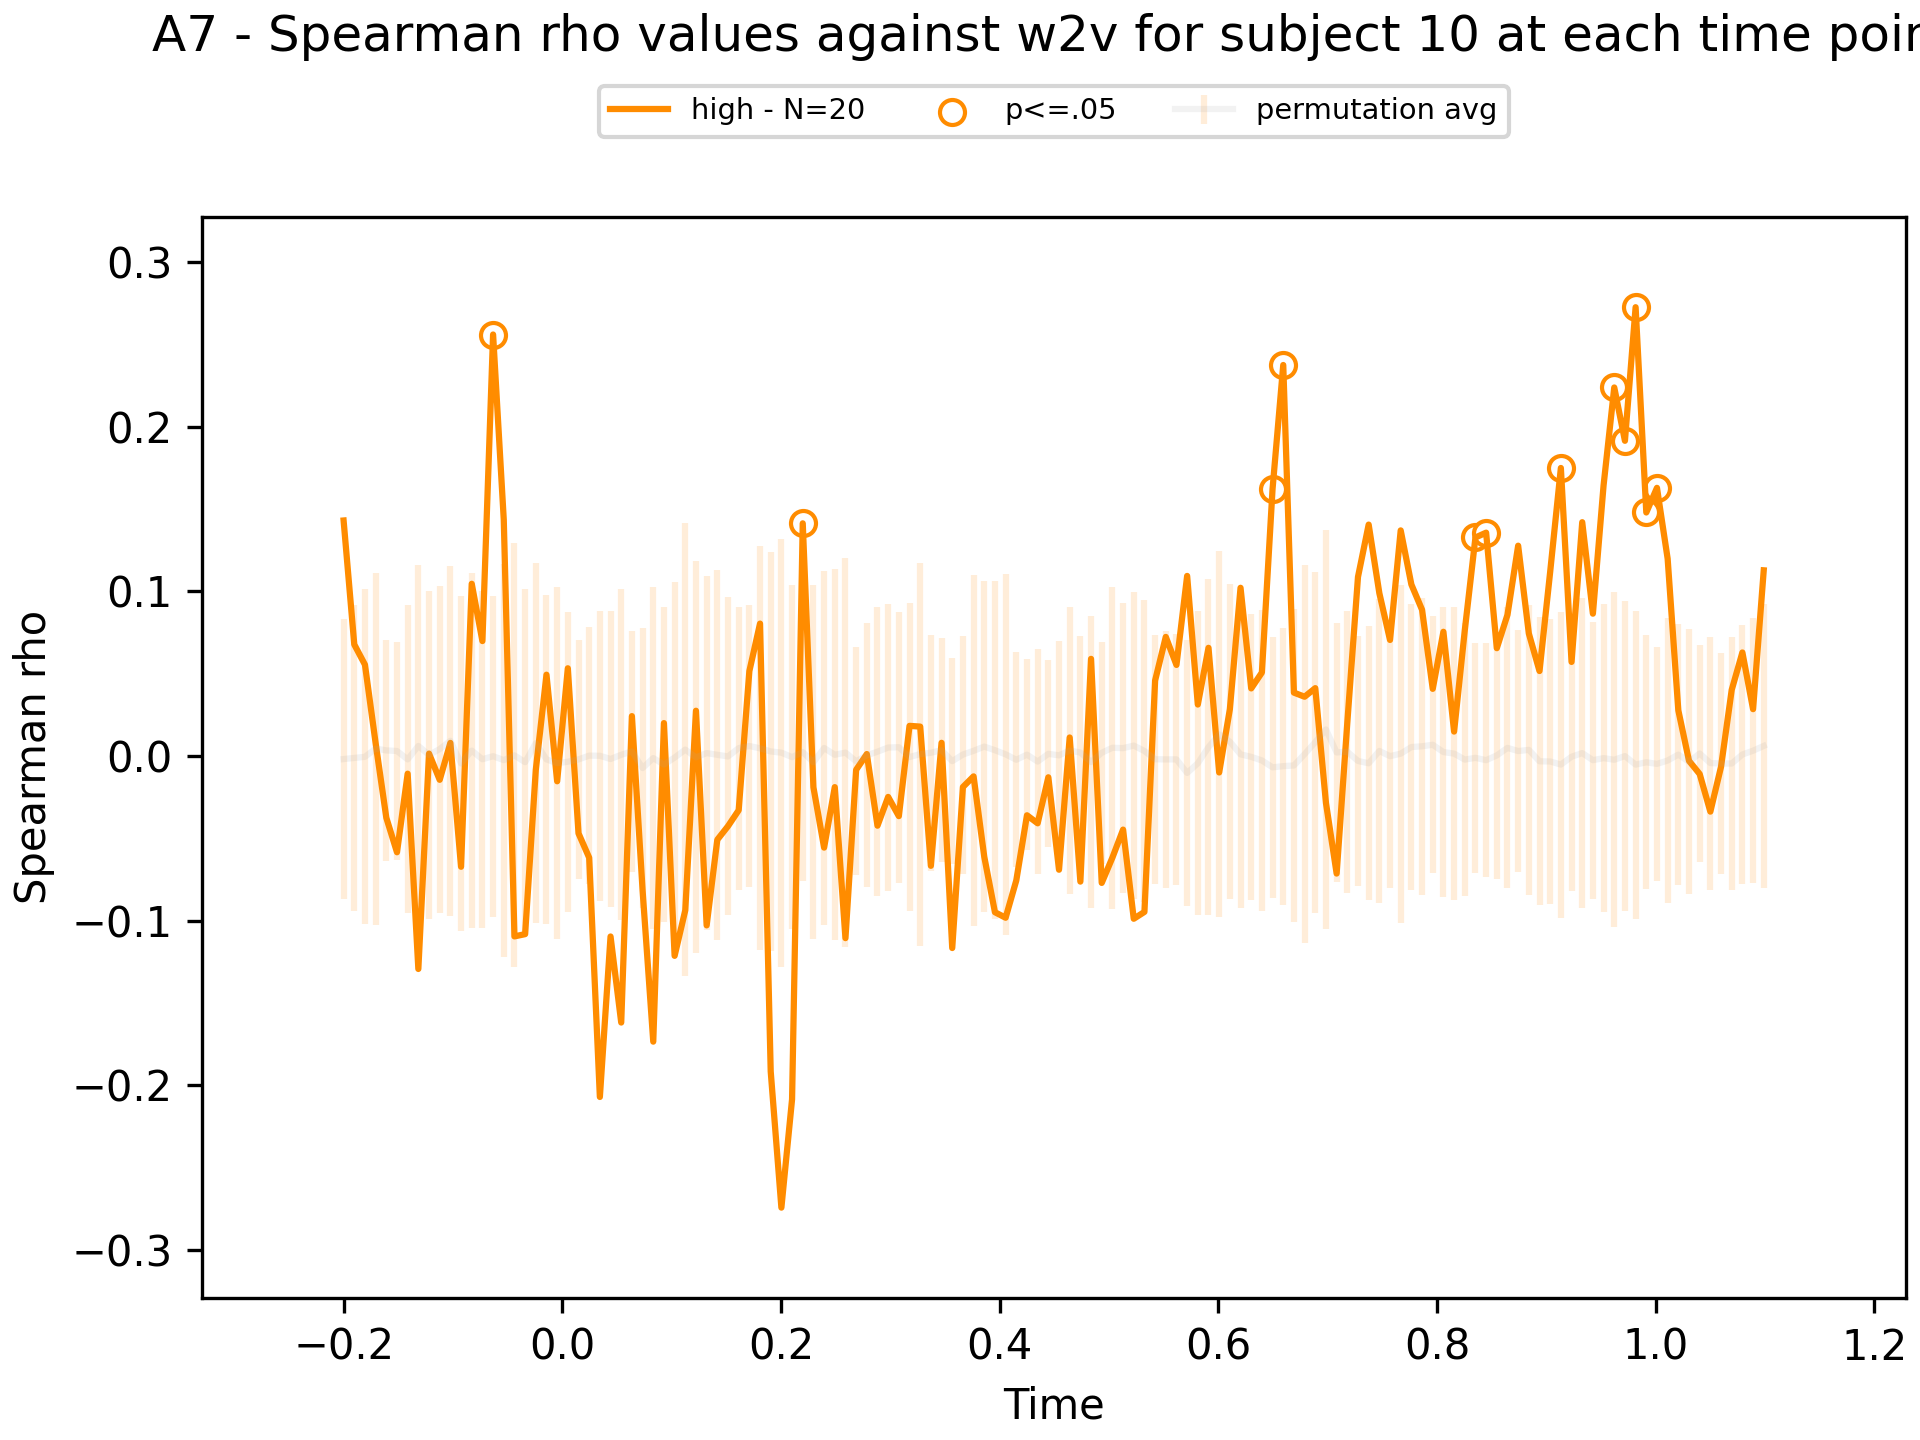 A7 - Spearman rho values against w2v for subject 10 at each time poin
high - N=20 p<=.05 permutation avg
0.3
0.2
0.1
0.0
−0.1
−0.2
−0.3
Spearman rho
−0.2 0.0 0.2 0.4 0.6 0.8 1.0 1.2
Time